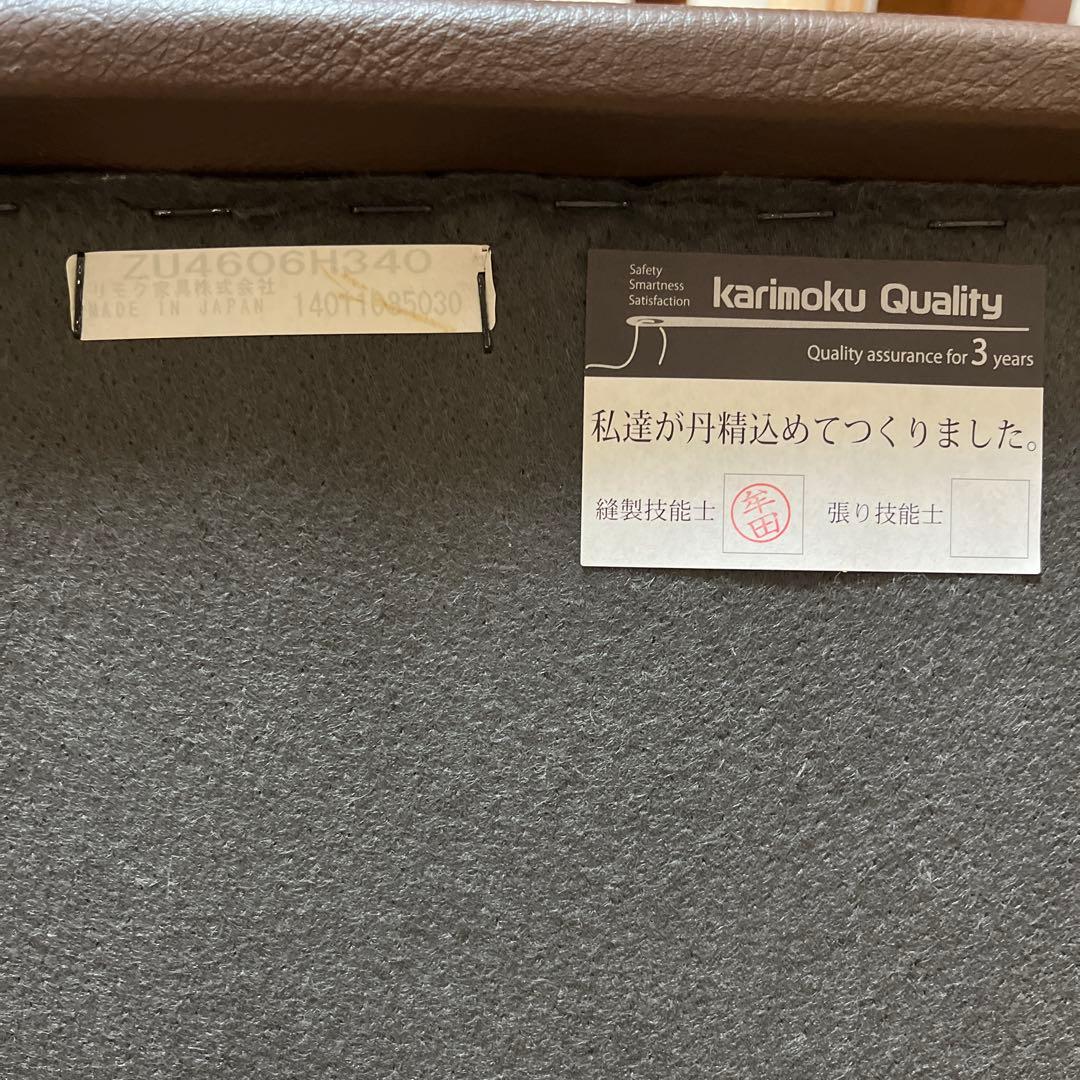 ZU4606H340
リモク家具株式会社
MADE IN JAPAN 14011085030
Safety
Smartness
Satisfaction
karimoku Quality
Quality assurance for 3 years
私達が丹精込めてつくりました。
縫製技能士 牟田 張り技能士